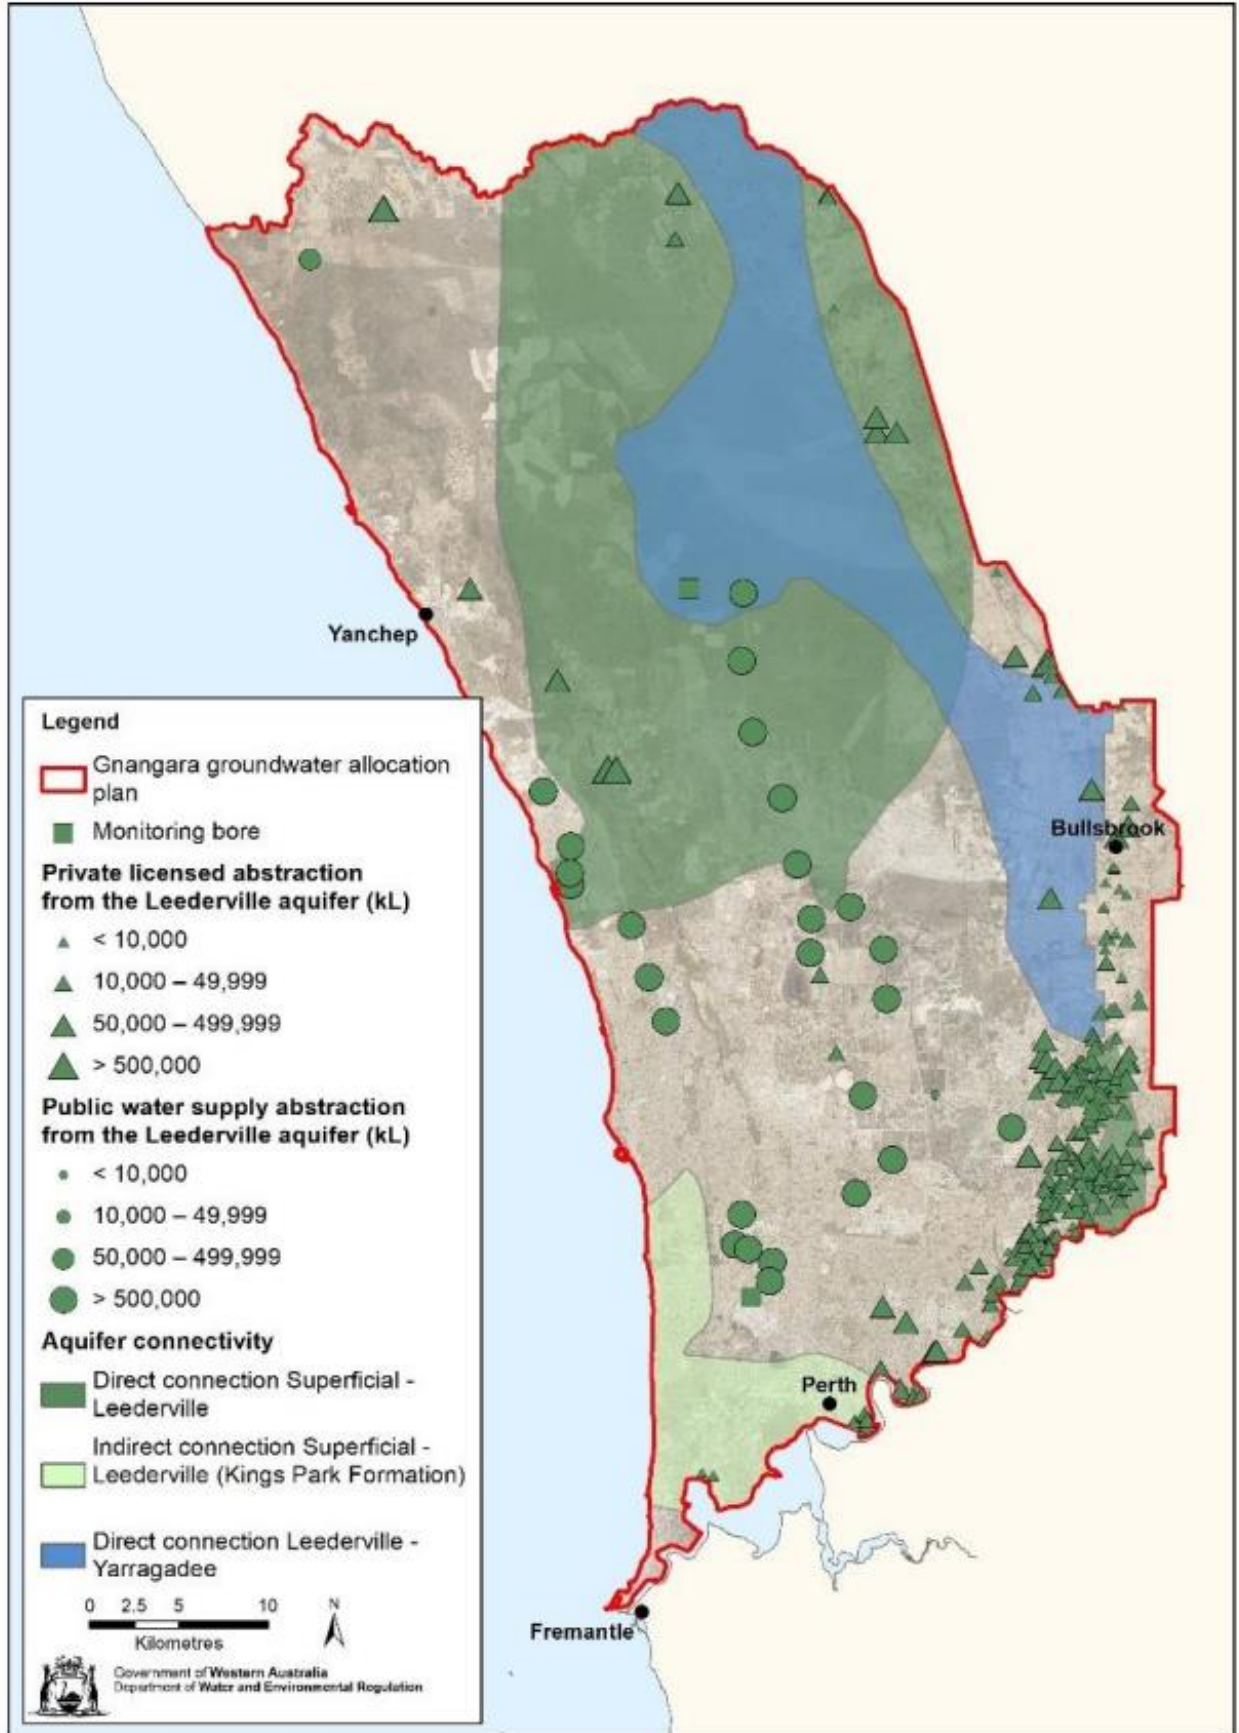 Yanchep
Legend
Gnangara groundwater allocation
plan
Monitoring bore
Private licensed abstraction
from the Leederville aquifer (kL)
< 10,000
10,000 – 49,999
50,000 – 499,999
> 500,000
Public water supply abstraction
from the Leederville aquifer (kL)
< 10,000
10,000 – 49,999
50,000 – 499,999
> 500,000
Aquifer connectivity
Direct connection Superficial -
Leederville
Indirect connection Superficial -
Leederville (Kings Park Formation)
Direct connection Leederville -
Yarragadee
0 2.5 5 10
Kilometres
N
Government of Western Australia
Department of Water and Environmental Regulation
Bullsbrook
Perth
Fremantle